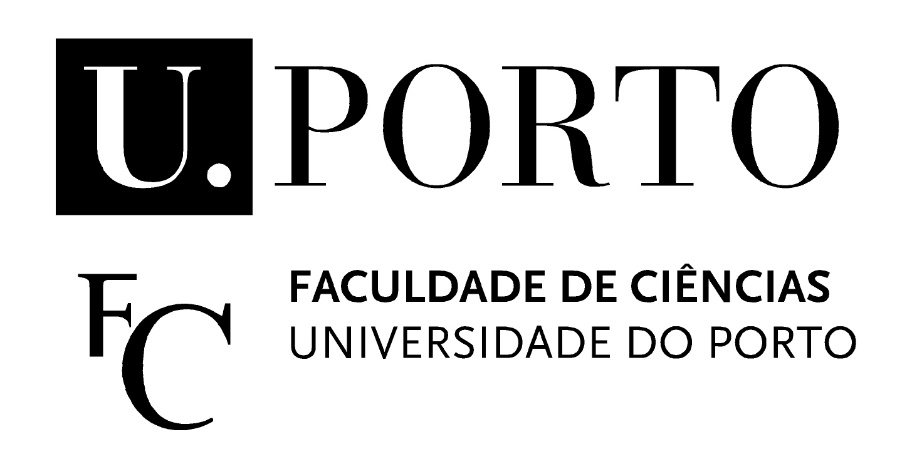 U. PORTO
FC
FACULDADE DE CIÊNCIAS
UNIVERSIDADE DO PORTO